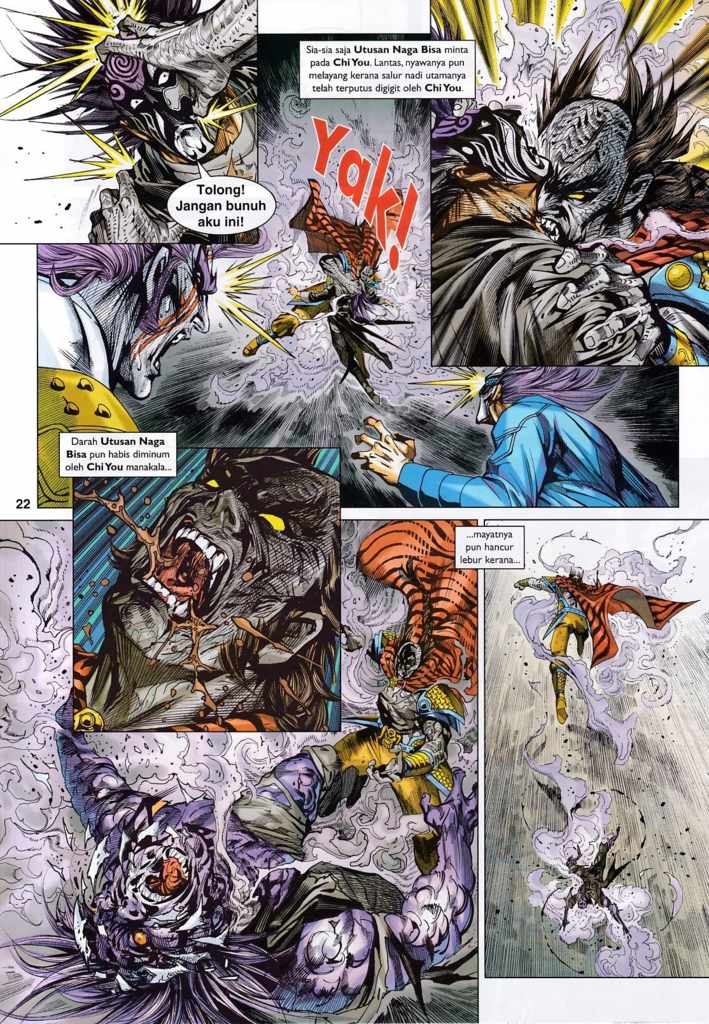 Tolong!
Jangan bunuh
aku ini!
Sia-sia saja Utusan Naga Bisa minta
pada Chi You. Lantas, nyawanya pun
melayang kerana salur nadi utamanya
telah terputus digigit oleh Chi You.
Yak!
Darah Utusan Naga
Bisa pun habis diminum
oleh Chi You manakala...
22
...mayatnya
pun hancur
lebur kerana...